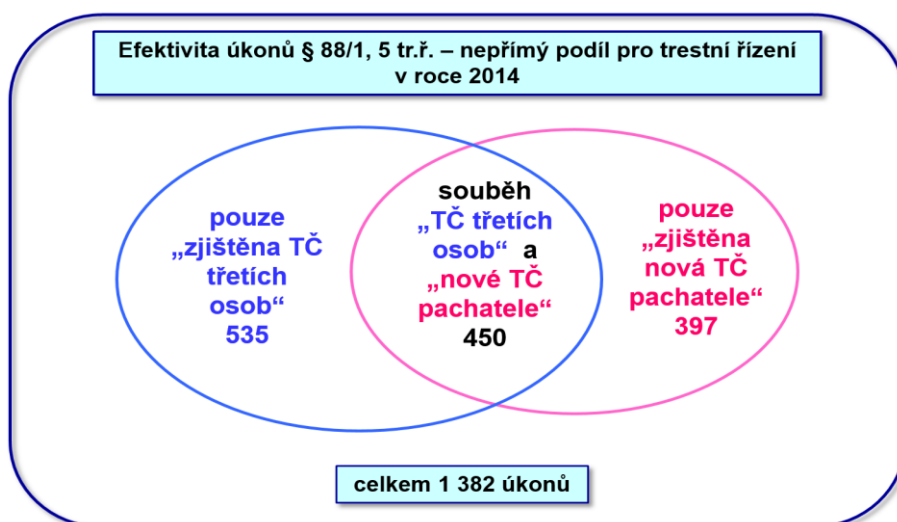 Efektivita úkonů § 88/1, 5 tr.ř. – nepřímý podíl pro trestní řízení
v roce 2014
pouze
„zjištěna TČ
třetích
osob“
535
souběh
„TČ třetích
osob“ a
„nové TČ
pachatele“
450
pouze
„zjištěna
nová TČ
pachatele“
397
celkem 1 382 úkonů